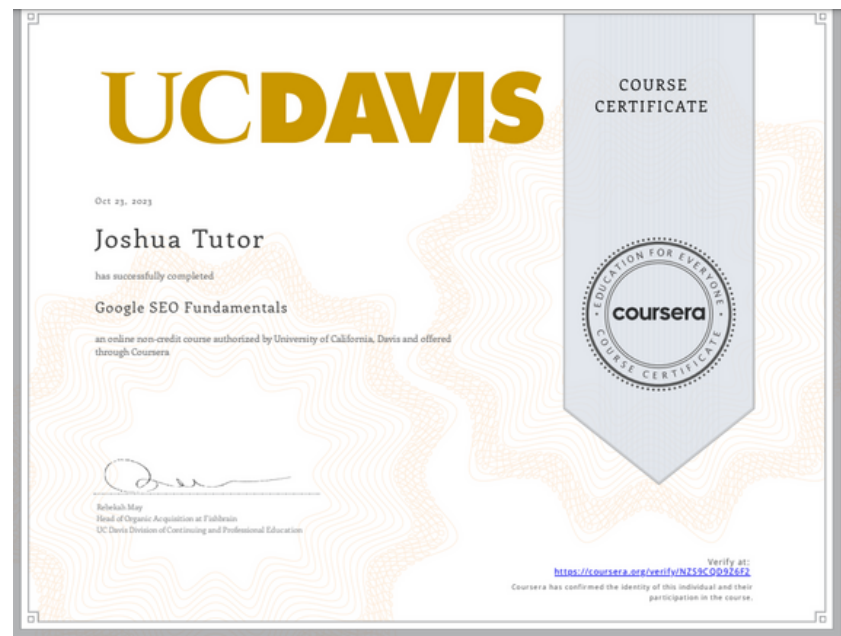 UCDAVIS
COURSE
CERTIFICATE
Oct 23, 2023
Joshua Tutor
has successfully completed
Google SEO Fundamentals
an online non-credit course authorized by University of California, Davis and offered
through Coursera
EDUCATION FOR EVERYONE
coursera
COURSE CERTIFICATE
Rebekah May
Head of Organic Acquisition at Fishbrain
UC Davis Division of Continuing and Professional Education
Verify at:
https://coursera.org/verify/NZS9CQD9Z6F2
Coursera has confirmed the identity of this individual and their
participation in the course.